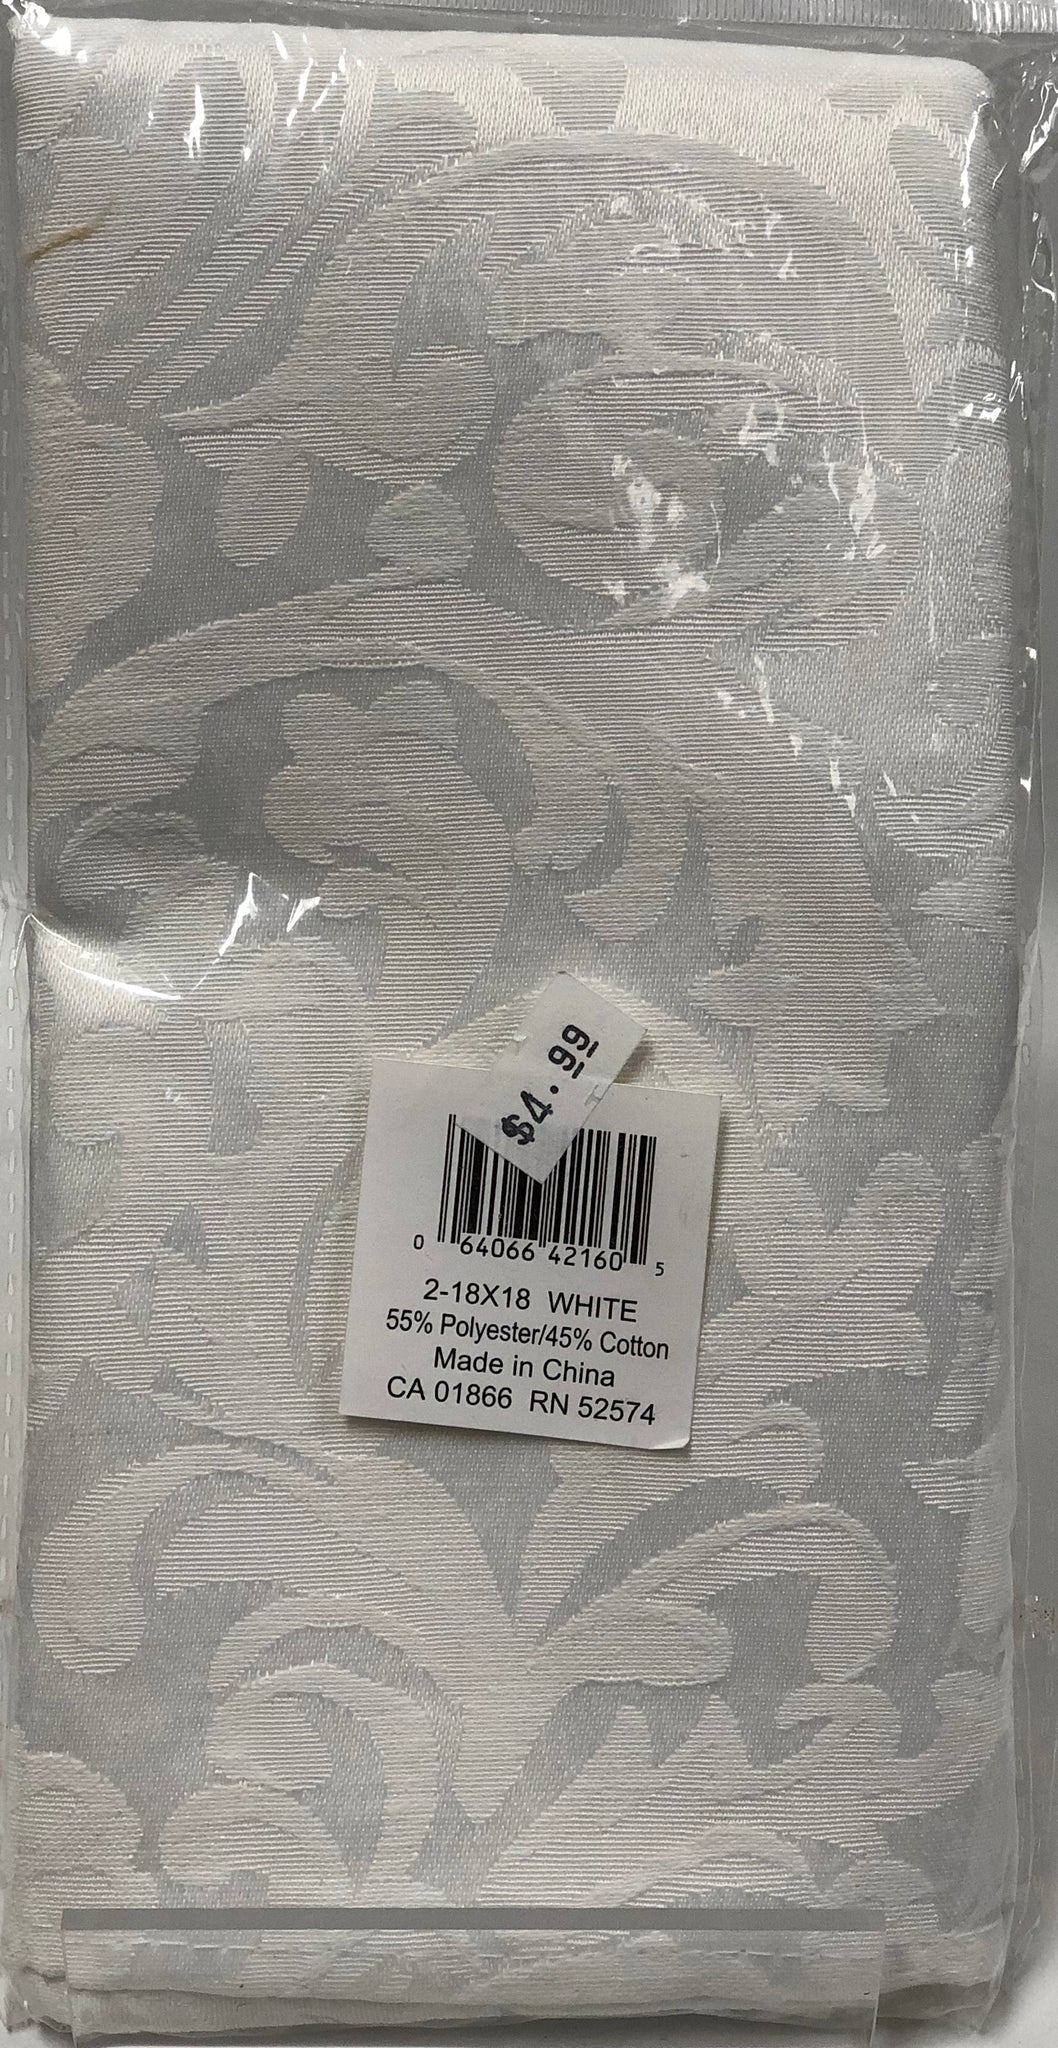 $4.99
0 64066 42160 5
2-18X18 WHITE
55% Polyester/45% Cotton
Made in China
CA 01866 RN 52574